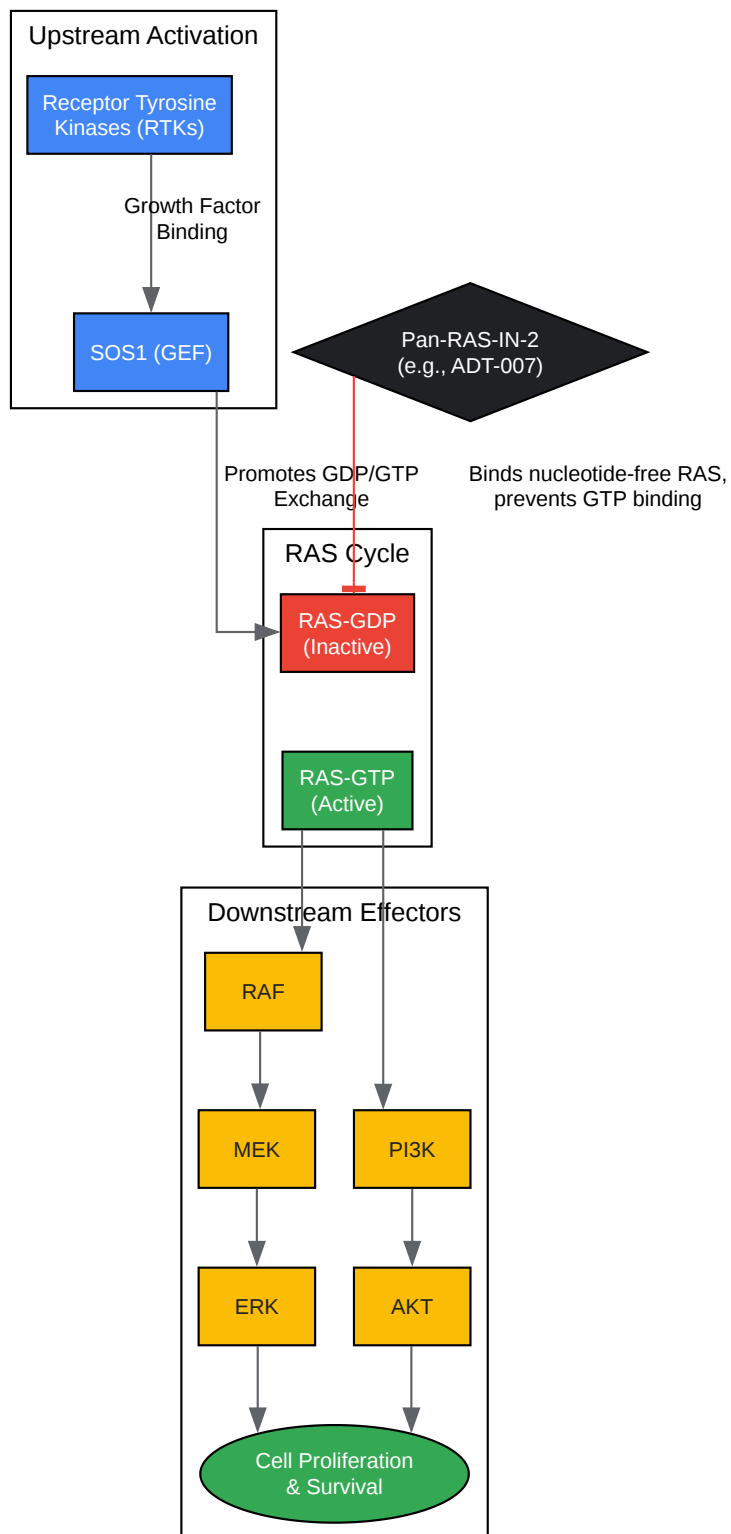 Upstream Activation
Receptor Tyrosine
Kinases (RTKs)
Growth Factor
Binding
SOS1 (GEF)
Pan-RAS-IN-2
(e.g., ADT-007)
Promotes GDP/GTP
Exchange
Binds nucleotide-free RAS,
prevents GTP binding
RAS Cycle
RAS-GDP
(Inactive)
RAS-GTP
(Active)
Downstream Effectors
RAF
MEK
PI3K
ERK
AKT
Cell Proliferation
& Survival